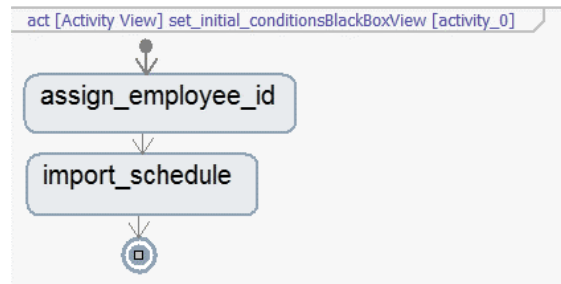 act [Activity View] set_initial_conditionsBlackBoxView [activity_0]
assign_employee_id
import_schedule